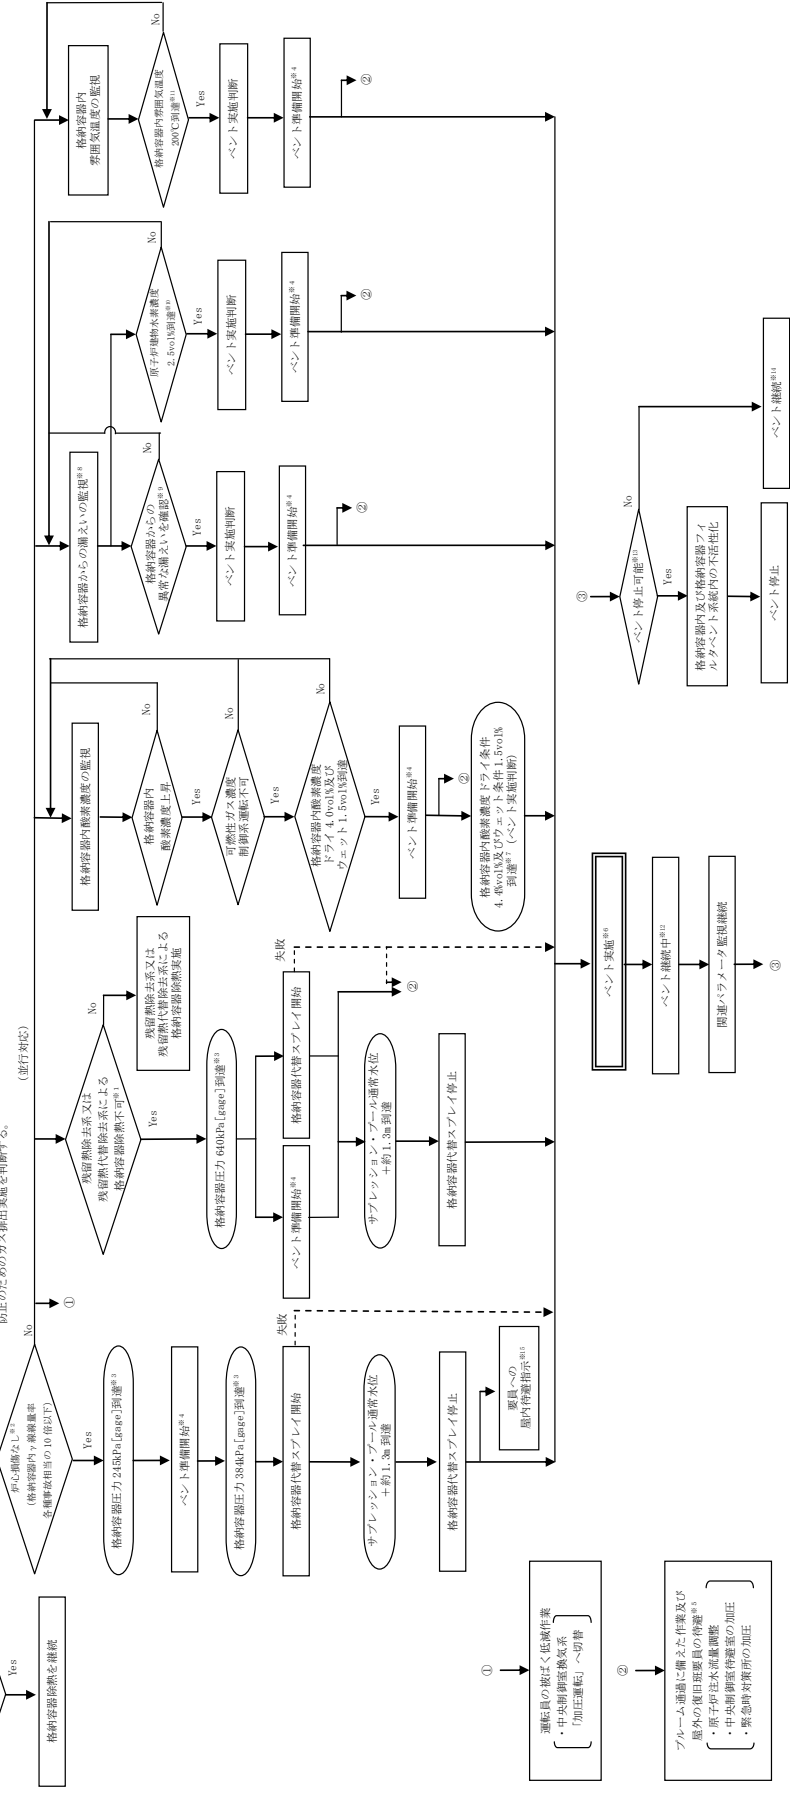 防止のためのガス排出実施を判断する。
Yes
格納容器除熱を継続
炉心損傷なし※2
(格納容器内γ線線量率
各種事故相当の10倍以下)
No
①
Yes
格納容器圧力 245kPa[gage]到達※3
ベント準備開始※4
格納容器圧力 384kPa[gage]到達※3
格納容器代替スプレイ開始
失敗
サプレッション・プール通常水位
+約1.3m到達
格納容器代替スプレイ停止
要員への
屋内待避指示※15
(並行対応)
残留熱除去系又は
残留熱代替除去系による
格納容器除熱不可※1
No
残留熱除去系又は
残留熱代替除去系による
格納容器除熱実施
Yes
格納容器圧力 640kPa[gage]到達※3
ベント準備開始※4
格納容器代替スプレイ開始
失敗
②
サプレッション・プール通常水位
+約1.3m到達
格納容器代替スプレイ停止
格納容器内酸素濃度の監視
格納容器内
酸素濃度上昇
No
Yes
可燃性ガス濃度
制御系運転不可
No
Yes
格納容器内酸素濃度
ドライ4.0vol%及び
ウェット1.5vol%到達
No
Yes
ベント準備開始※4
②
格納容器内酸素濃度ドライ条件
4.4vol%及びウェット条件1.5vol%
到達※7(ベント実施判断)
格納容器からの漏えいの監視※8
格納容器からの
異常な漏えいを確認※9
No
Yes
ベント実施判断
ベント準備開始※4
②
原子炉建物水素濃度
2.5vol%到達※10
No
Yes
ベント実施判断
ベント準備開始※4
②
格納容器内
雰囲気温度の監視
格納容器内雰囲気温度
200℃到達※11
No
Yes
ベント実施判断
ベント準備開始※4
②
①
運転員の被ばく低減作業
・中央制御室換気系
「加圧運転」へ切替
②
プルーム通過に備えた作業及び
屋外の復旧班要員の待避※5
・原子炉注水流量調整
・中央制御室待避室の加圧
・緊急時対策所の加圧
ベント実施※6
ベント継続中※12
関連パラメータ監視継続
③
③
ベント停止可能※13
No
Yes
格納容器内及び格納容器フィ
ルタベント系統内の不活性化
ベント停止
ベント継続※14